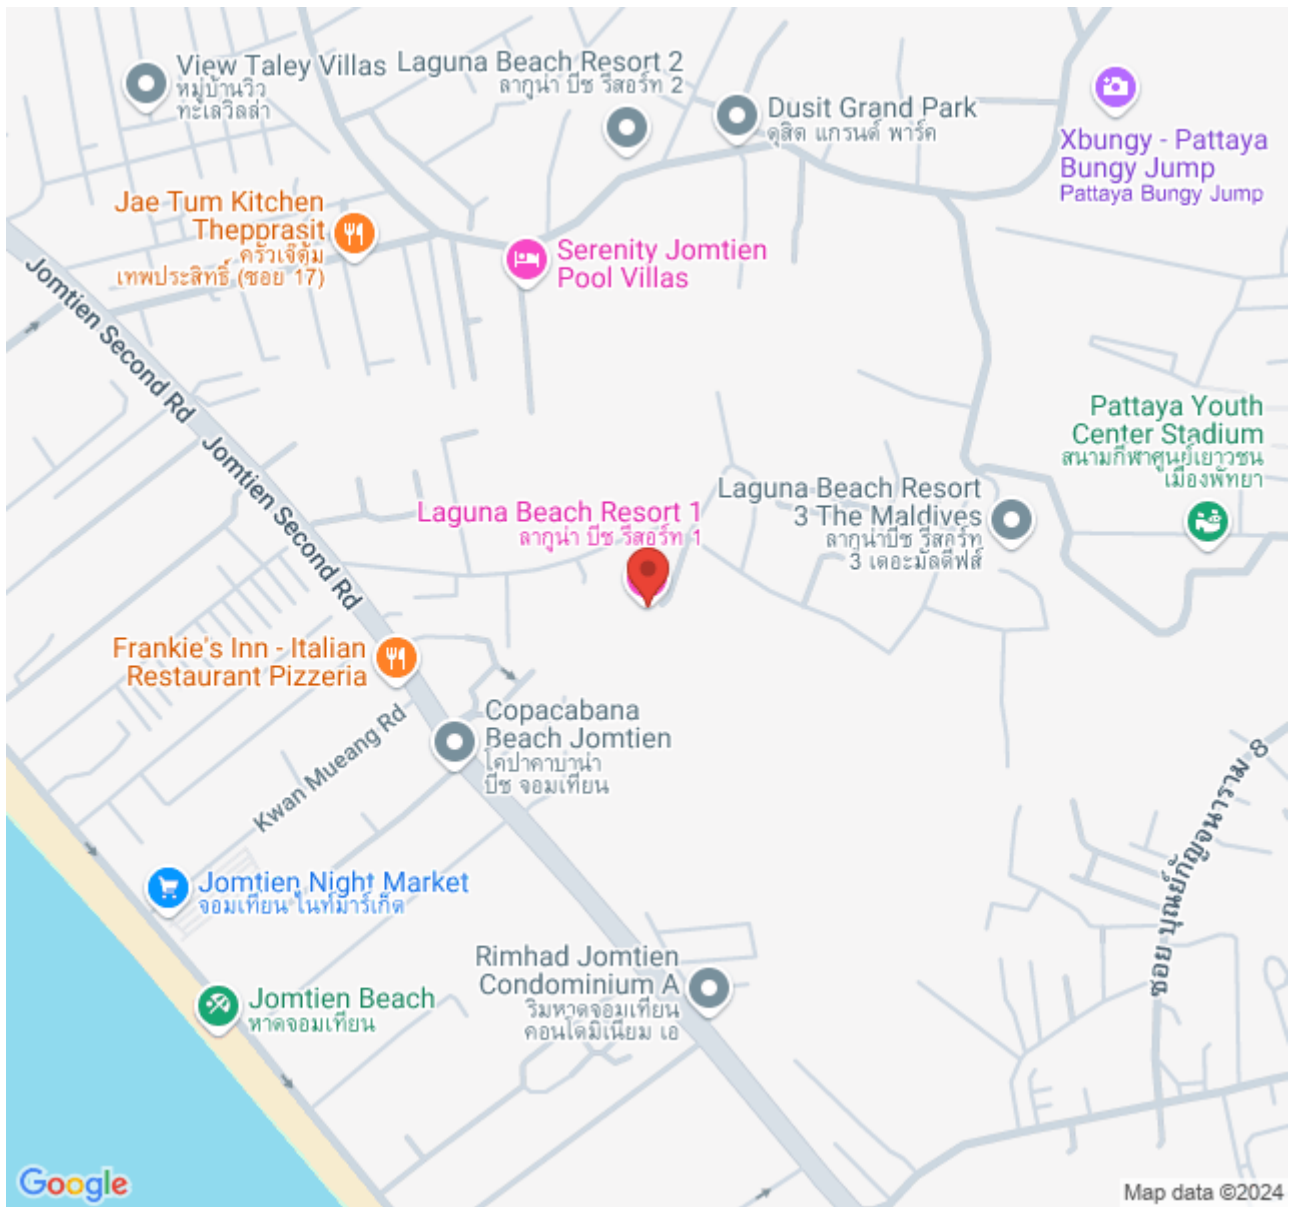 View Taley Villas
หมู่บ้านวิว
ทะเลวิลล่า
Laguna Beach Resort 2
ลากูน่า บีช รีสอร์ท 2
Dusit Grand Park
ดุสิต แกรนด์ พาร์ค
Xbungy - Pattaya
Bungy Jump
Pattaya Bungy Jump
Jae Tum Kitchen
Thepprasit
ครัวเจ๊ตุ้ม
เทพประสิทธิ์ (ซอย 17)
Serenity Jomtien
Pool Villas
Jomtien Second Rd
Jomtien Second Rd
Pattaya Youth
Center Stadium
สนามกีฬาศูนย์เยาวชน
เมืองพัทยา
Laguna Beach Resort 1
ลากูน่า บีช รีสอร์ท 1
Laguna Beach Resort
3 The Maldives
ลากูน่าบีช รีสอร์ท
3 เดอะมัลดีฟส์
Frankie's Inn - Italian
Restaurant Pizzeria
Copacabana
Beach Jomtien
โคปาคาบาน่า
บีช จอมเทียน
Kwan Mueang Rd
ซอย บุณย์กัญจนาราม 8
Jomtien Night Market
จอมเทียน ไนท์มาร์เก็ต
Rimhad Jomtien
Condominium A
ริมหาดจอมเทียน
คอนโดมิเนียม เอ
Jomtien Beach
หาดจอมเทียน
Google
Map data ©2024